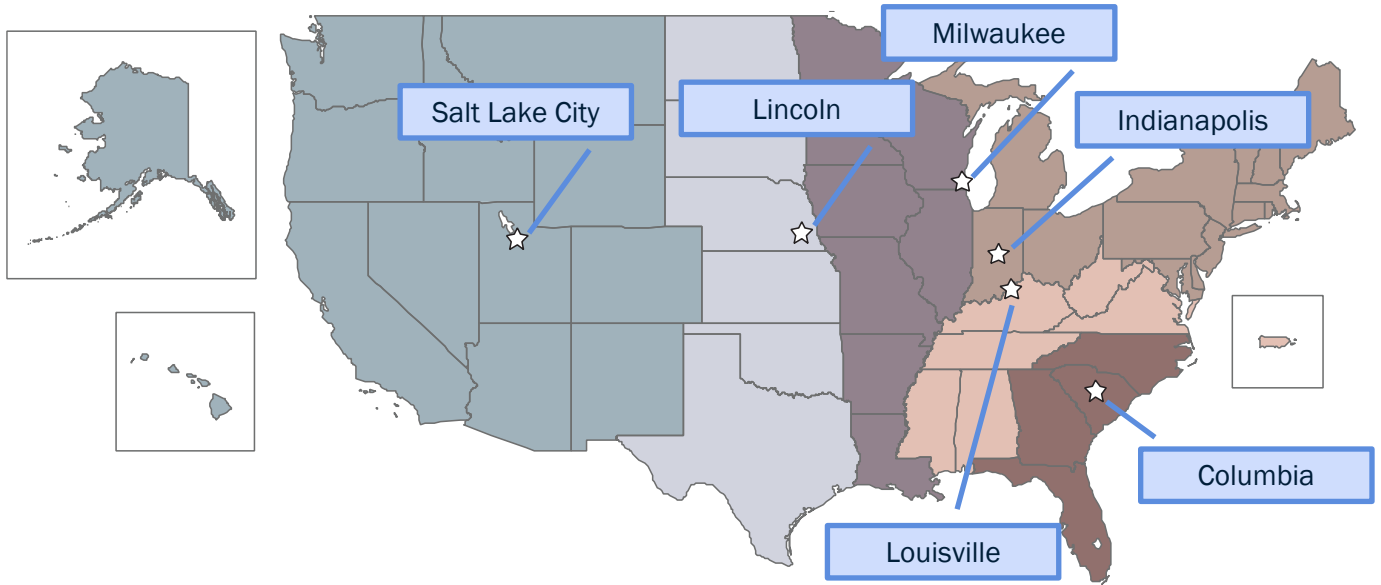 Milwaukee
Salt Lake City
Lincoln
Indianapolis
Columbia
Louisville